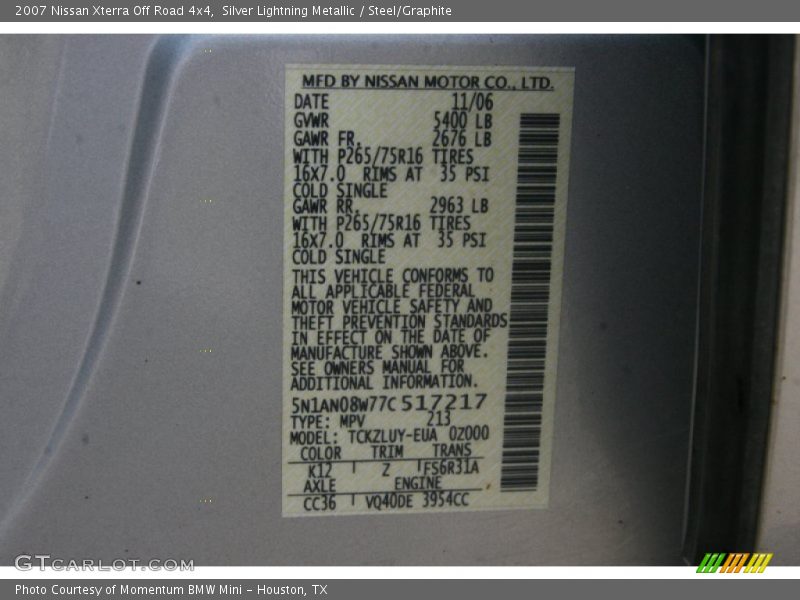 2007 Nissan Xterra Off Road 4x4, Silver Lightning Metallic / Steel/Graphite
MFD BY NISSAN MOTOR CO., LTD.
DATE 11/06
GVWR 5400 LB
GAWR FR. 2676 LB
WITH P265/75R16 TIRES
16X7.0 RIMS AT 35 PSI
COLD SINGLE
GAWR RR. 2963 LB
WITH P265/75R16 TIRES
16X7.0 RIMS AT 35 PSI
COLD SINGLE
THIS VEHICLE CONFORMS TO
ALL APPLICABLE FEDERAL
MOTOR VEHICLE SAFETY AND
THEFT PREVENTION STANDARDS
IN EFFECT ON THE DATE OF
MANUFACTURE SHOWN ABOVE.
SEE OWNERS MANUAL FOR
ADDITIONAL INFORMATION.
5N1AN08W77C517217
TYPE: MPV 213
MODEL: TCKZLUY-EUA 0Z000
COLOR TRIM TRANS
K12 Z FS6R31A
AXLE ENGINE
CC36 VQ40DE 3954CC
GTCARLOT.COM
Photo Courtesy of Momentum BMW Mini - Houston, TX